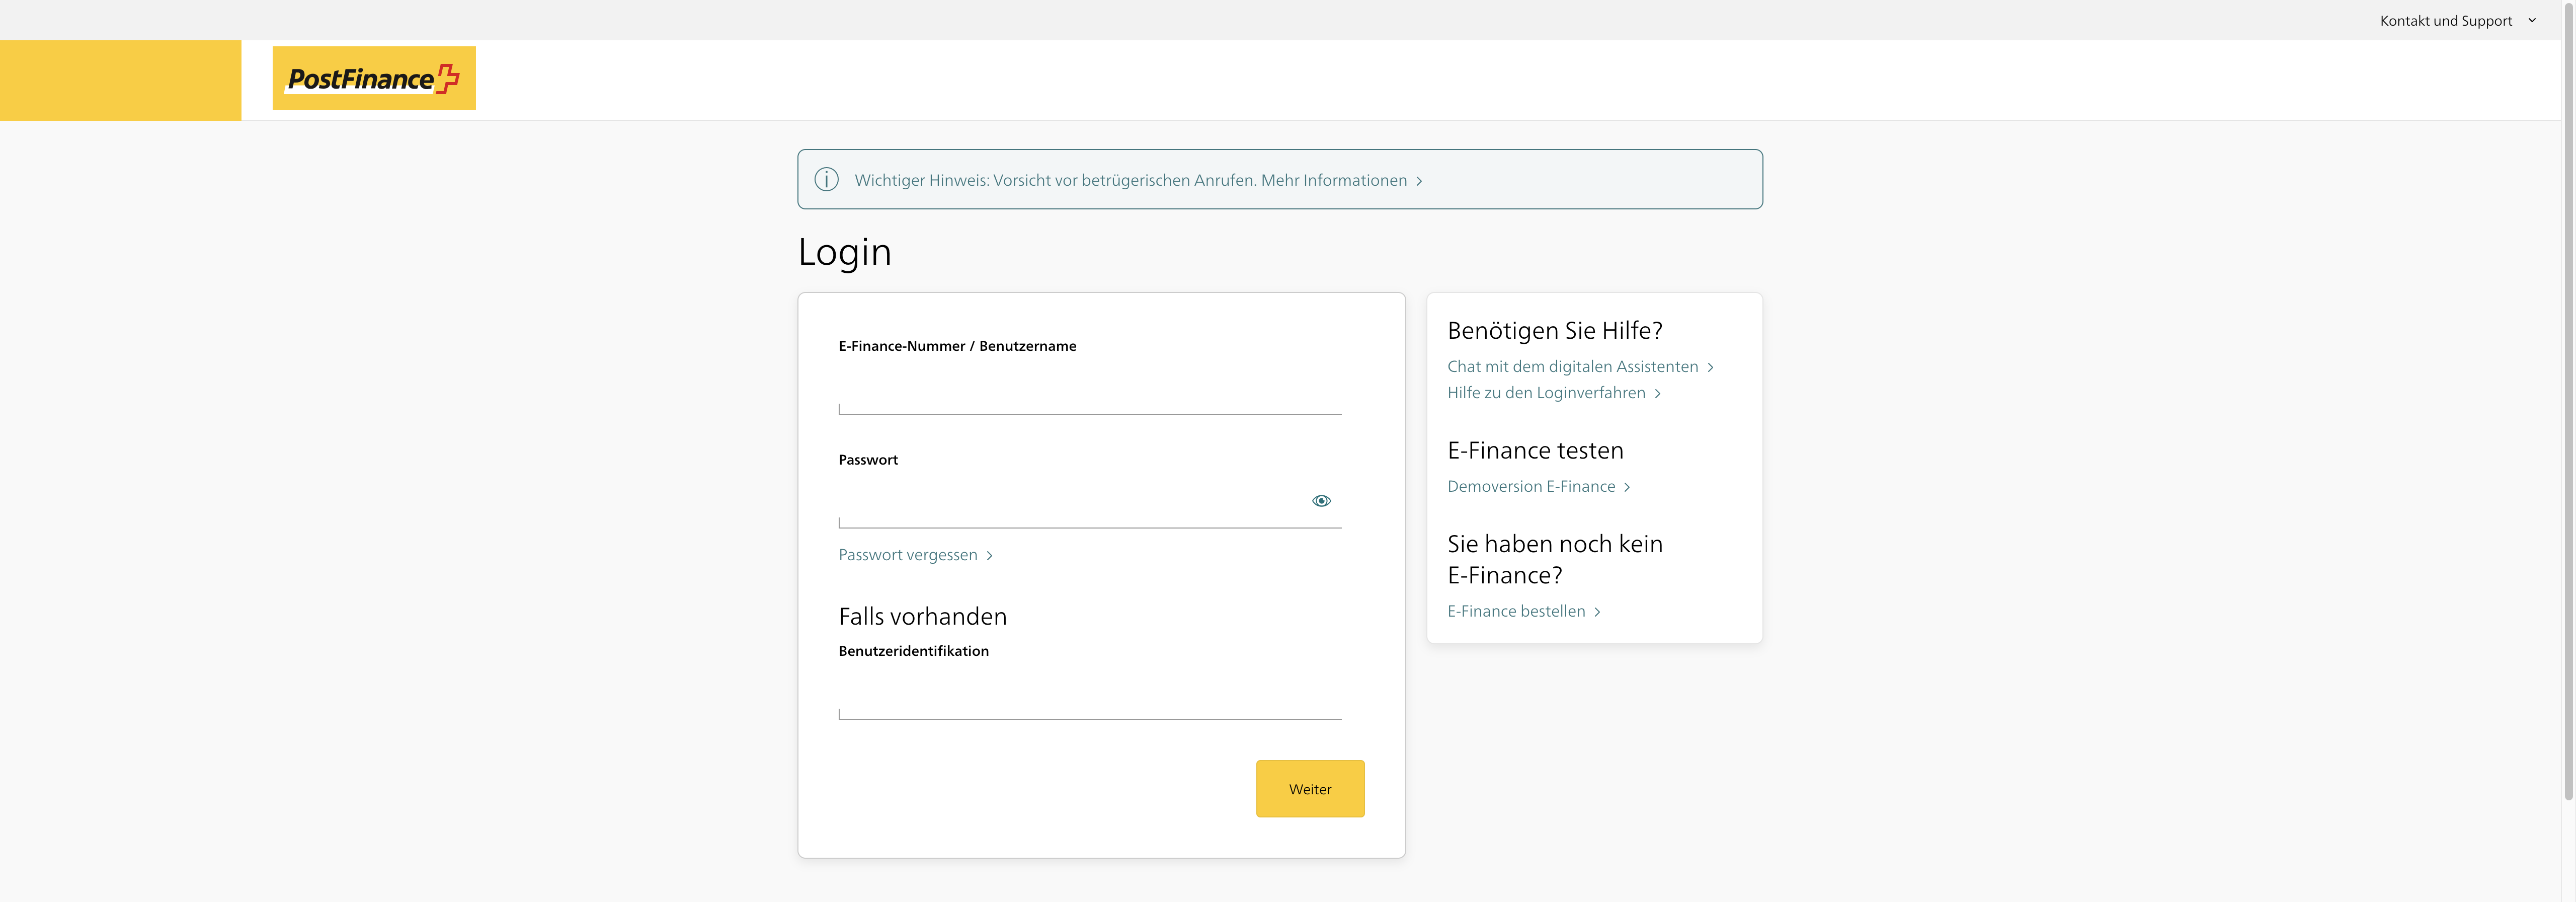 Kontakt und Support
PostFinance
Wichtiger Hinweis: Vorsicht vor betrügerischen Anrufen. Mehr Informationen
Login
E-Finance-Nummer / Benutzername
Passwort
Passwort vergessen
Falls vorhanden
Benutzeridentifikation
Weiter
Benötigen Sie Hilfe?
Chat mit dem digitalen Assistenten
Hilfe zu den Loginverfahren
E-Finance testen
Demoversion E-Finance
Sie haben noch kein
E-Finance?
E-Finance bestellen